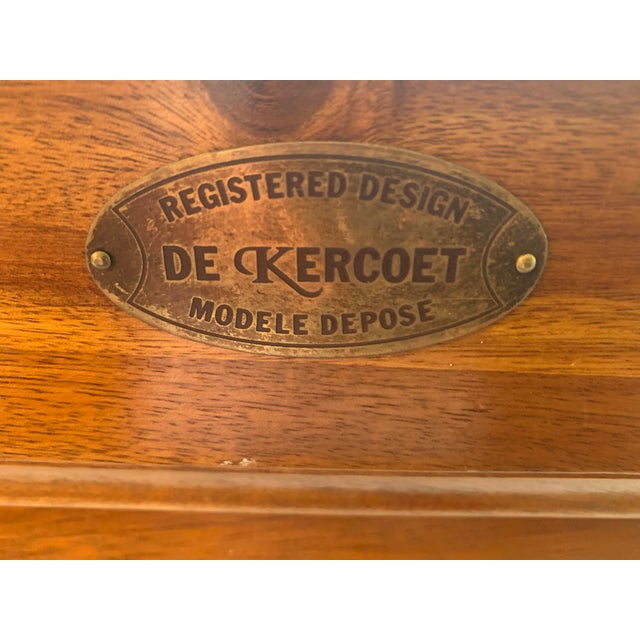 REGISTERED DESIGN
DE KERCOET
MODELE DEPOSE